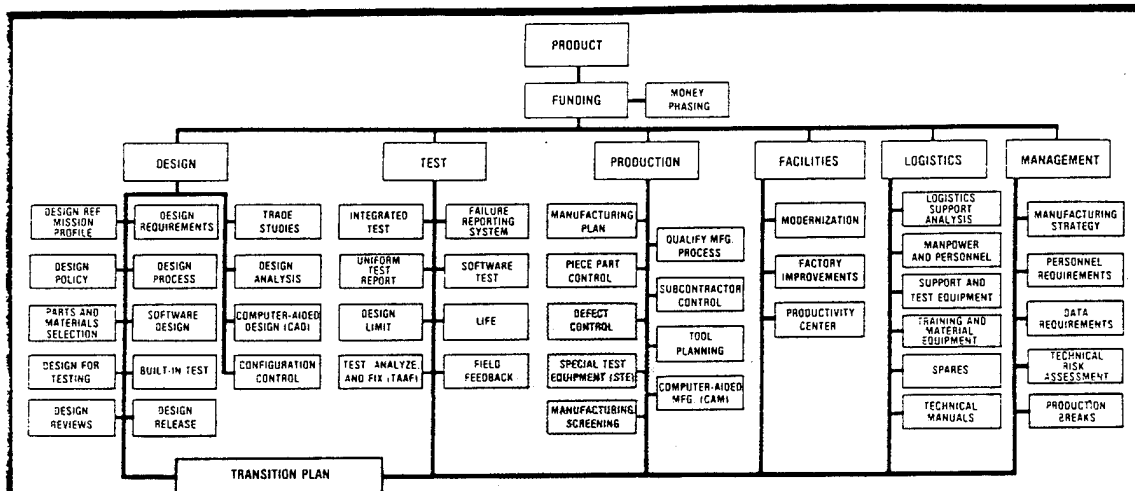 PRODUCT
FUNDING
MONEY
PHASING
DESIGN
TEST
PRODUCTION
FACILITIES
LOGISTICS
MANAGEMENT
DESIGN REF
MISSION
PROFILE
DESIGN
POLICY
PARTS AND
MATERIALS
SELECTION
DESIGN FOR
TESTING
DESIGN
REVIEWS
DESIGN
REQUIREMENTS
DESIGN
PROCESS
SOFTWARE
DESIGN
BUILT-IN TEST
DESIGN
RELEASE
TRADE
STUDIES
DESIGN
ANALYSIS
COMPUTER-AIDED
DESIGN (CAD)
CONFIGURATION
CONTROL
INTEGRATED
TEST
UNIFORM
TEST
REPORT
DESIGN
LIMIT
TEST ANALYZE.
AND FIX (TAAF)
FAILURE
REPORTING
SYSTEM
SOFTWARE
TEST
LIFE
FIELD
FEEDBACK
MANUFACTURING
PLAN
PIECE PART
CONTROL
DEFECT
CONTROL
SPECIAL TEST
EQUIPMENT (STE)
MANUFACTURING
SCREENING
QUALIFY MFG.
PROCESS
SUBCONTRACTOR
CONTROL
TOOL
PLANNING
COMPUTER-AIDED
MFG. (CAM)
MODERNIZATION
FACTORY
IMPROVEMENTS
PRODUCTIVITY
CENTER
LOGISTICS
SUPPORT
ANALYSIS
MANPOWER
AND PERSONNEL
SUPPORT AND
TEST EQUIPMENT
TRAINING AND
MATERIAL
EQUIPMENT
SPARES
TECHNICAL
MANUALS
MANUFACTURING
STRATEGY
PERSONNEL
REQUIREMENTS
DATA
REQUIREMENTS
TECHNICAL
RISK
ASSESSMENT
PRODUCTION
BREAKS
TRANSITION PLAN